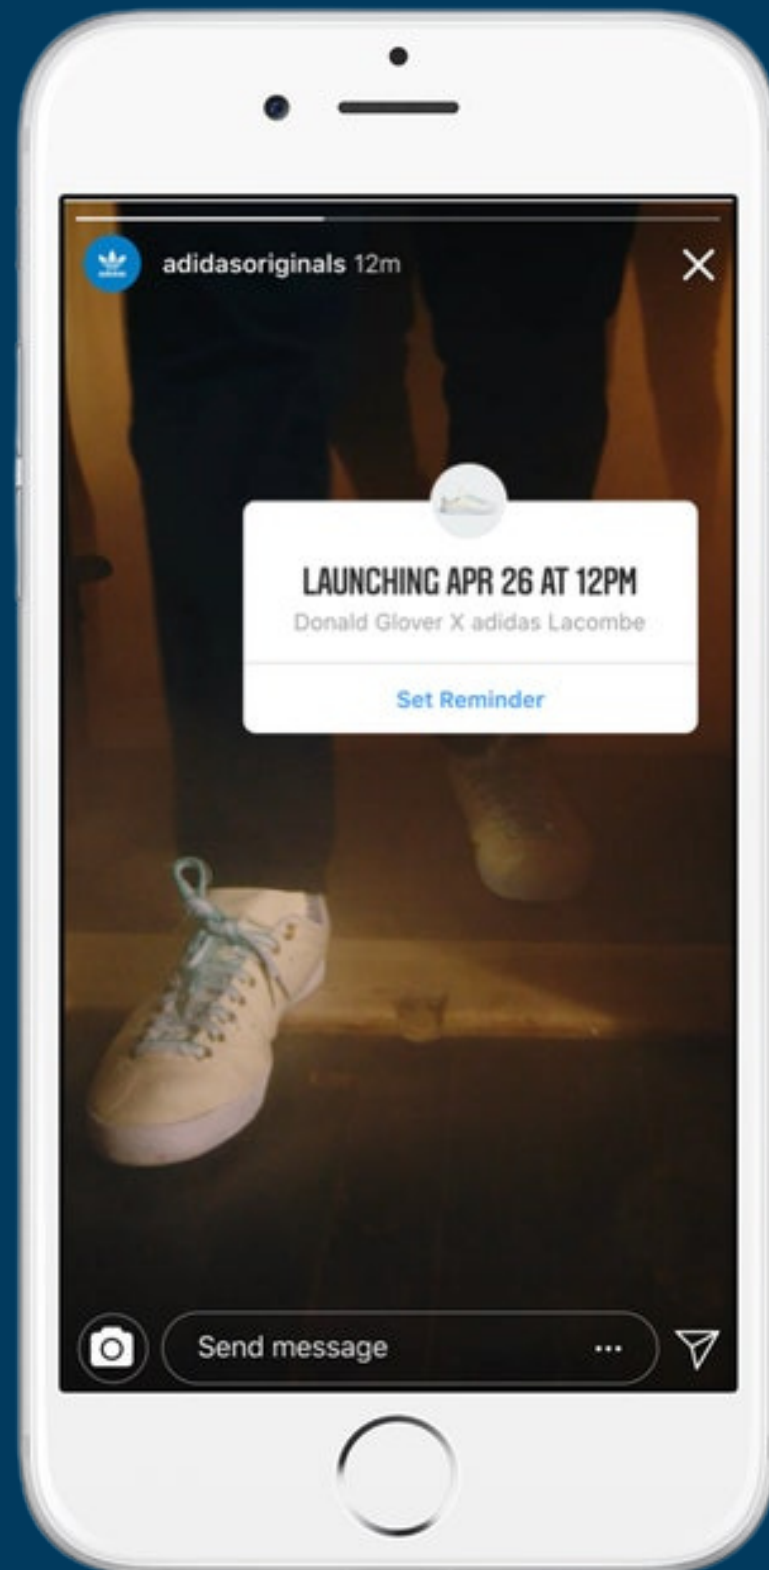 adidasoriginals 12m
LAUNCHING APR 26 AT 12PM
Donald Glover X adidas Lacombe
Set Reminder
Send message